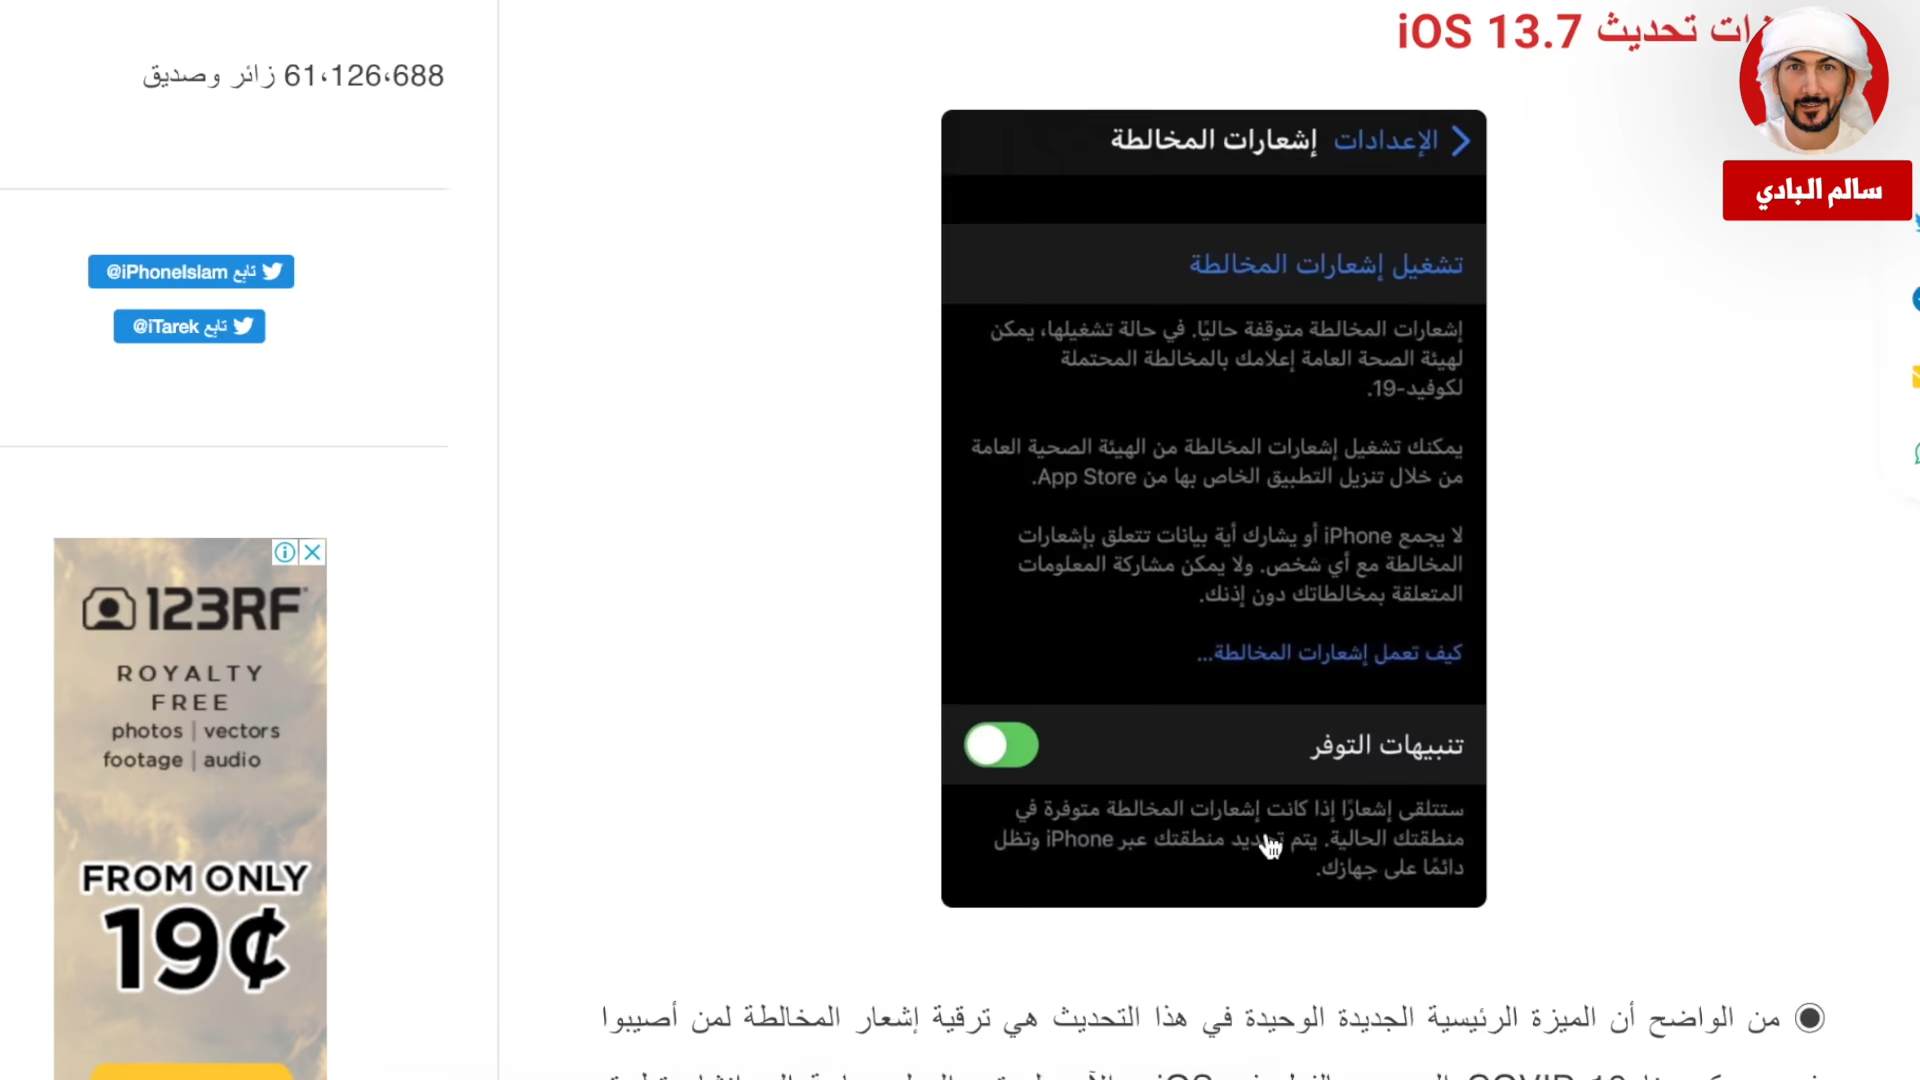 تحديث iOS 13.7
سالم البادي
الإعدادات إشعارات المخالطة
تشغيل إشعارات المخالطة
إشعارات المخالطة متوقفة حاليًا. في حالة تشغيلها، يمكن
لهيئة الصحة العامة إعلامك بالمخالطة المحتملة
لكوفيد-19.
يمكنك تشغيل إشعارات المخالطة من الهيئة الصحية العامة
من خلال تنزيل التطبيق الخاص بها من App Store.
لا يجمع iPhone أو يشارك أية بيانات تتعلق بإشعارات
المخالطة مع أي شخص. ولا يمكن مشاركة المعلومات
المتعلقة بمخالطاتك دون إذنك.
كيف تعمل إشعارات المخالطة...
تنبيهات التوفر
ستتلقى إشعارًا إذا كانت إشعارات المخالطة متوفرة في
منطقتك الحالية. يتم تحديد منطقتك عبر iPhone وتظل
دائمًا على جهازك.
من الواضح أن الميزة الرئيسية الجديدة الوحيدة في هذا التحديث هي ترقية إشعار المخالطة لمن أصيبوا
61،126،688 زائر وصديق
تابع @iPhoneIslam
تابع @iTarek
123RF
ROYALTY
FREE
photos | vectors
footage | audio
FROM ONLY
19¢